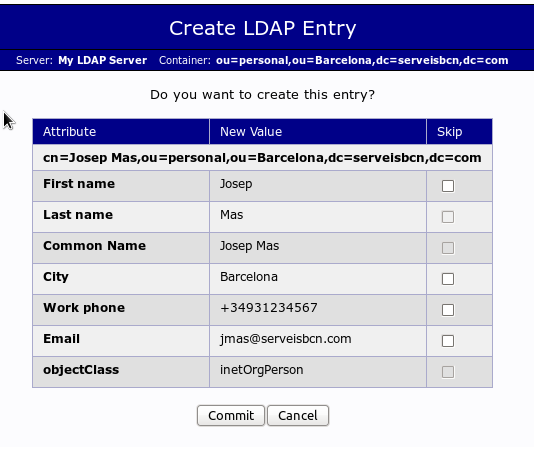 Create LDAP Entry
Server: My LDAP Server Container: ou=personal,ou=Barcelona,dc=serveisbcn,dc=com
Do you want to create this entry?
Attribute New Value Skip
cn=Josep Mas,ou=personal,ou=Barcelona,dc=serveisbcn,dc=com
First name Josep
Last name Mas
Common Name Josep Mas
City Barcelona
Work phone +34931234567
Email jmas@serveisbcn.com
objectClass inetOrgPerson
Commit Cancel